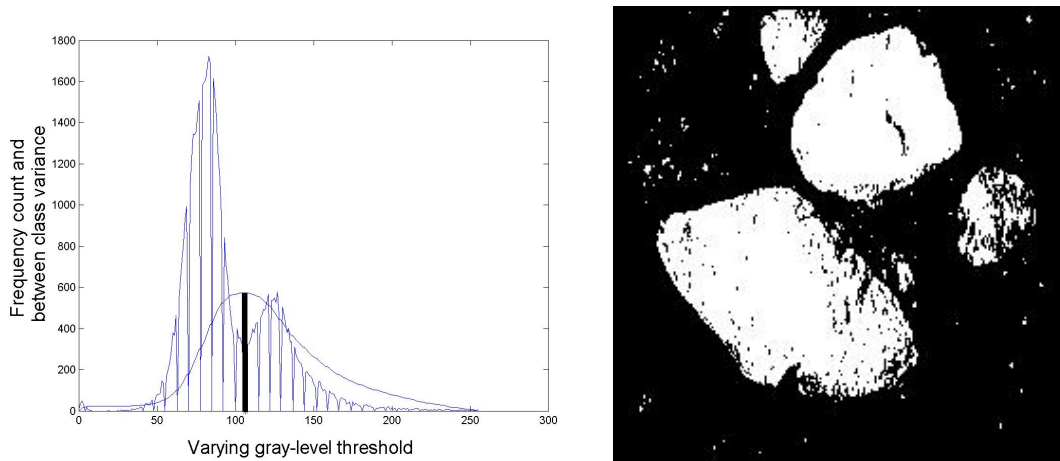 1800
1600
1400
1200
1000
800
600
400
200
0
Frequency count and
between class variance
0 50 100 150 200 250 300
Varying gray-level threshold